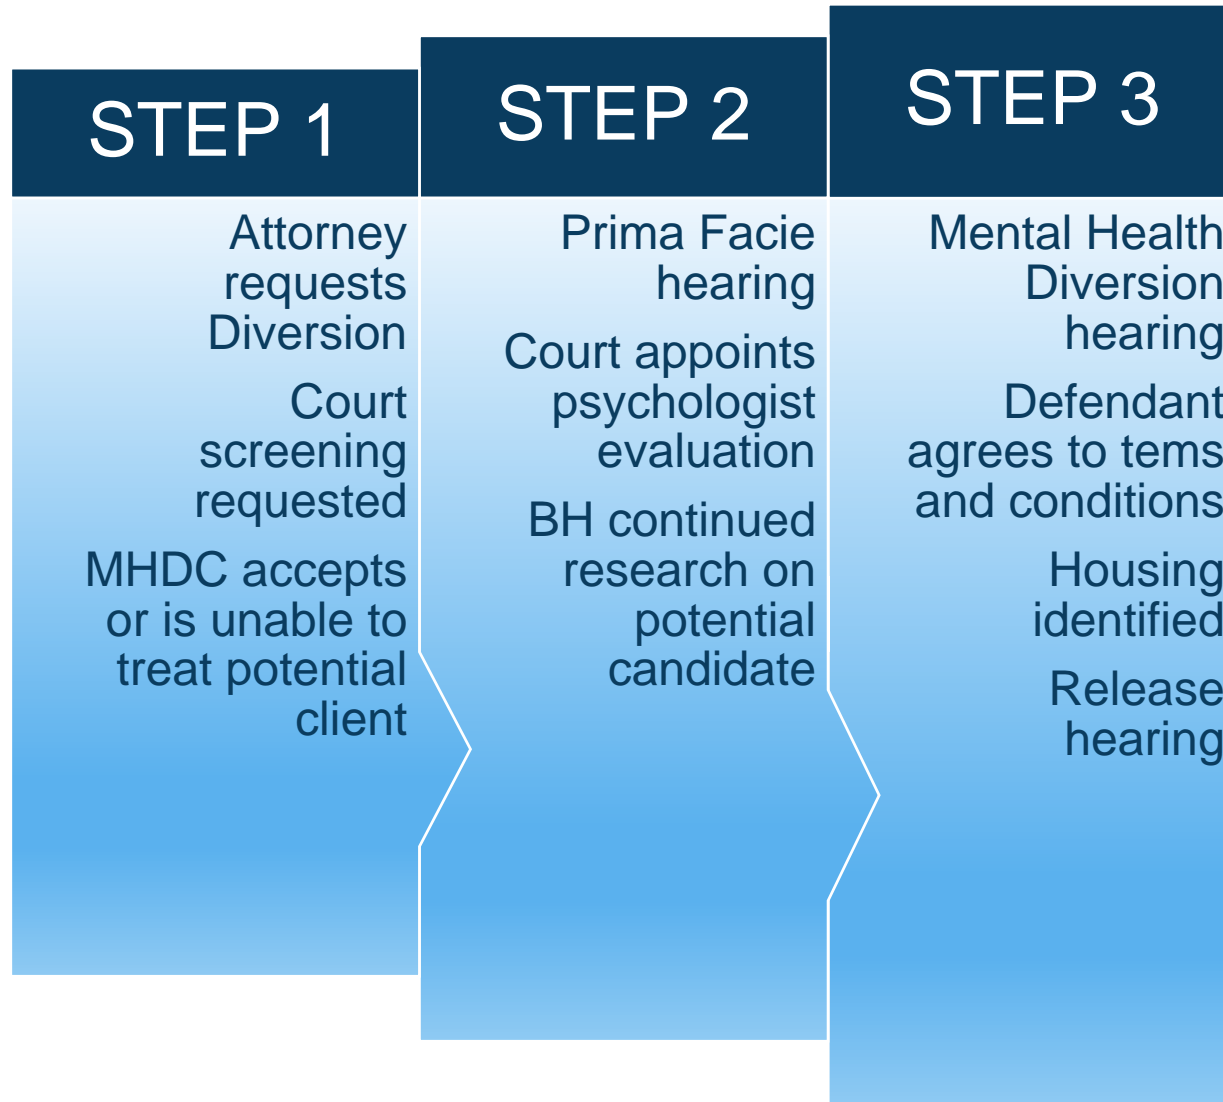 STEP 1
Attorney
requests
Diversion
Court
screening
requested
MHDC accepts
or is unable to
treat potential
client
STEP 2
Prima Facie
hearing
Court appoints
psychologist
evaluation
BH continued
research on
potential
candidate
STEP 3
Mental Health
Diversion
hearing
Defendant
agrees to tems
and conditions
Housing
identified
Release
hearing